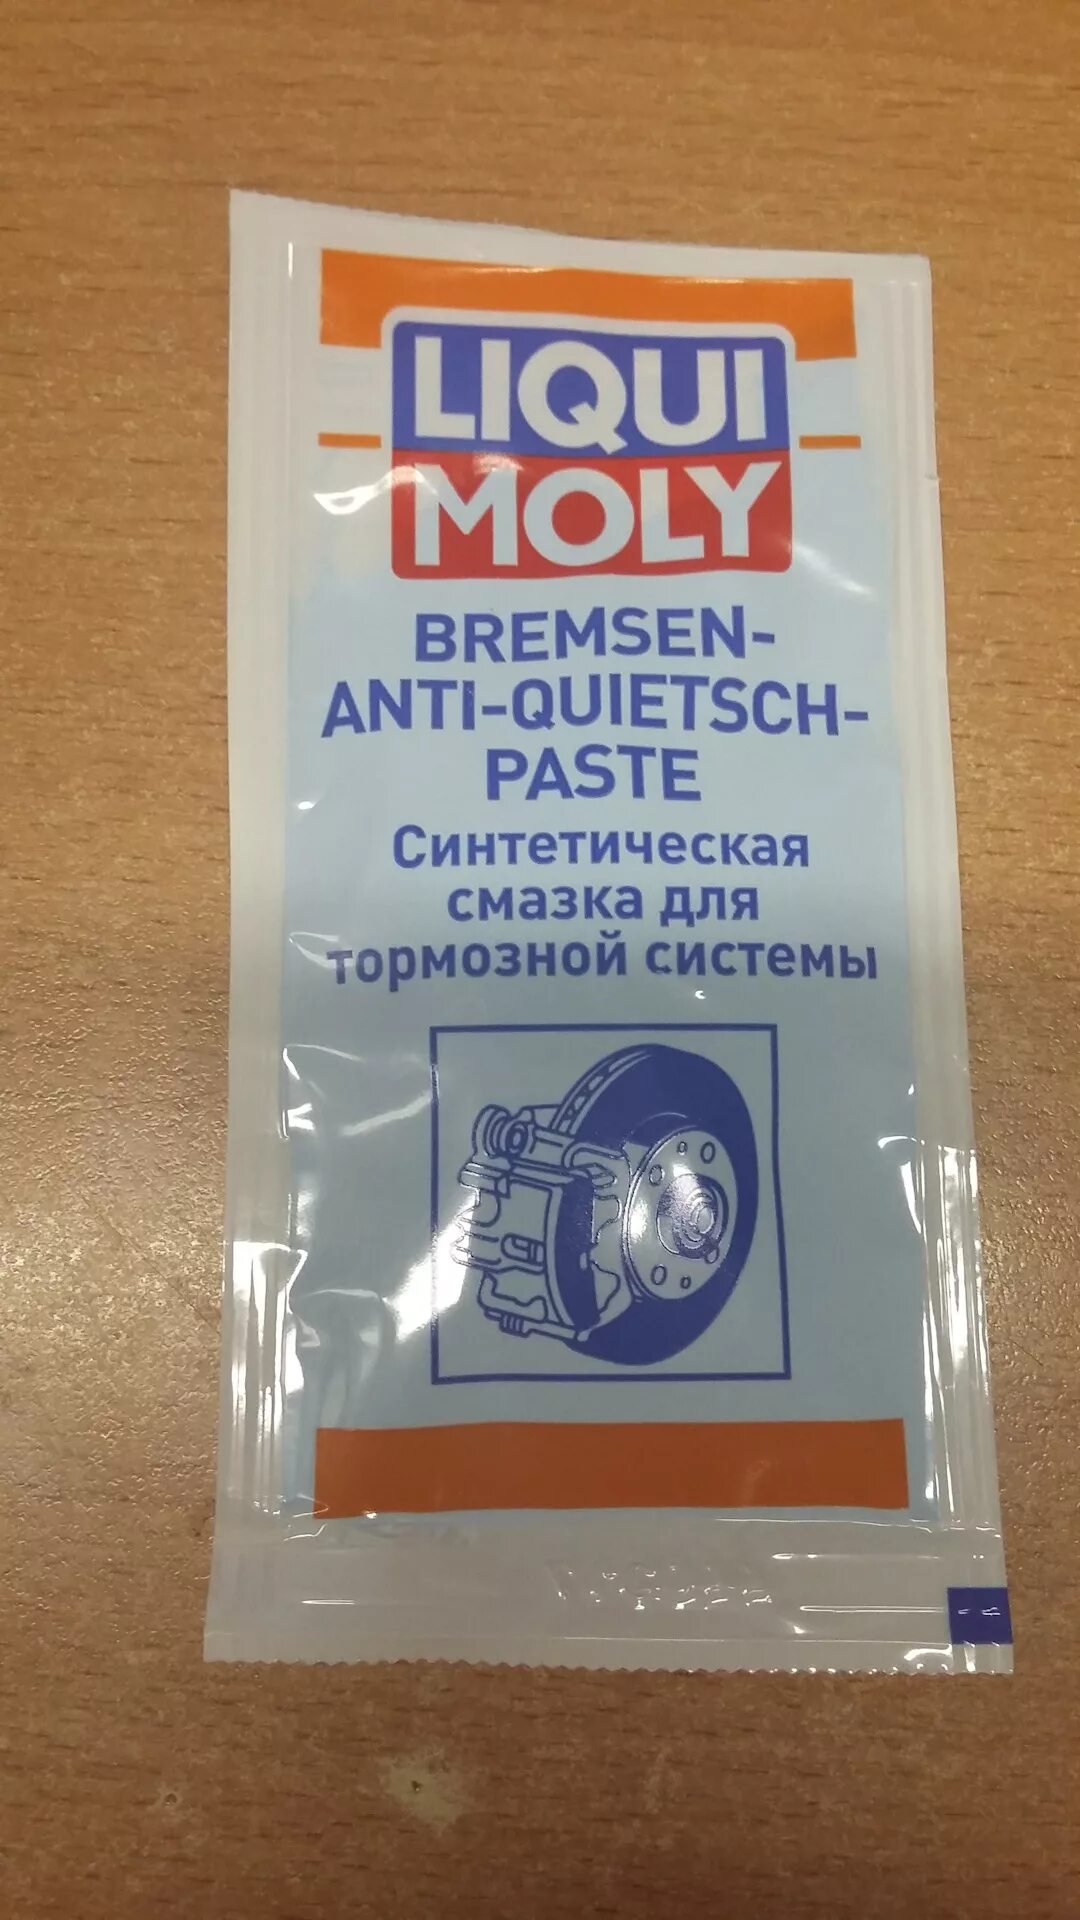 LIQUI
MOLY
BREMSEN-
ANTI-QUIETSCH-
PASTE
Синтетическая
смазка для
тормозной системы